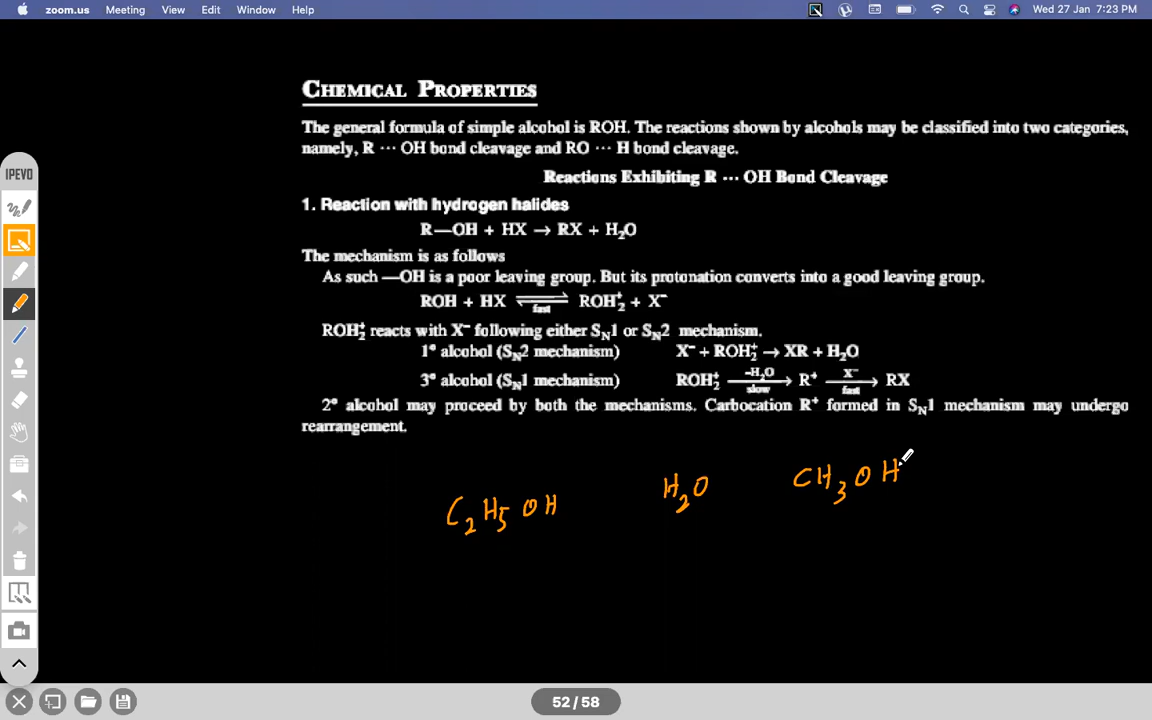 zoom.us Meeting View Edit Window Help Wed 27 Jan 7:23 PM
CHEMICAL PROPERTIES
The general formula of simple alcohol is ROH. The reactions shown by alcohols may be classified into two categories,
namely, R ··· OH bond cleavage and RO ··· H bond cleavage.
Reactions Exhibiting R ··· OH Bond Cleavage
1. Reaction with hydrogen halides
R—OH + HX → RX + H₂O
The mechanism is as follows
As such —OH is a poor leaving group. But its protonation converts into a good leaving group.
ROH + HX ⇌ ROH₂⁺ + X⁻
fast
ROH₂⁺ reacts with X⁻ following either S_N1 or S_N2 mechanism.
1° alcohol (S_N2 mechanism) X⁻ + ROH₂⁺ → XR + H₂O
3° alcohol (S_N1 mechanism) ROH₂⁺ —−H₂O/slow→ R⁺ —X⁻/fast→ RX
2° alcohol may proceed by both the mechanisms. Carbocation R⁺ formed in S_N1 mechanism may undergo
rearrangement.
C₂H₅OH H₂O CH₃OH
IPEVO
52 / 58